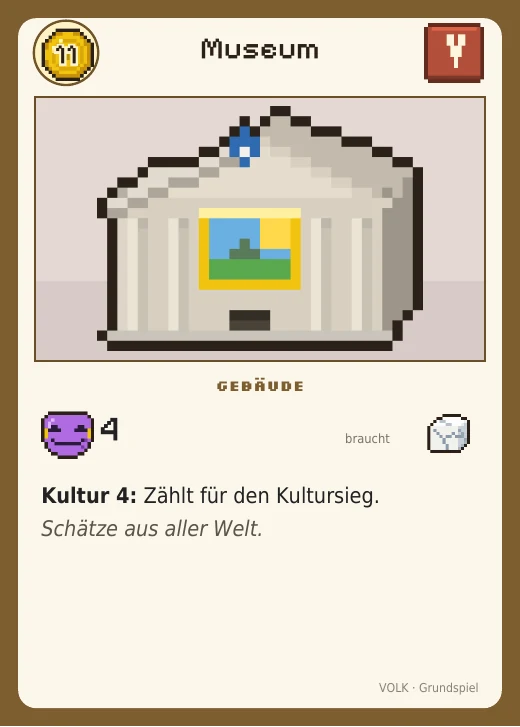 11
Museum
V
GEBÄUDE
4
braucht
Kultur 4: Zählt für den Kultursieg.
Schätze aus aller Welt.
VOLK · Grundspiel